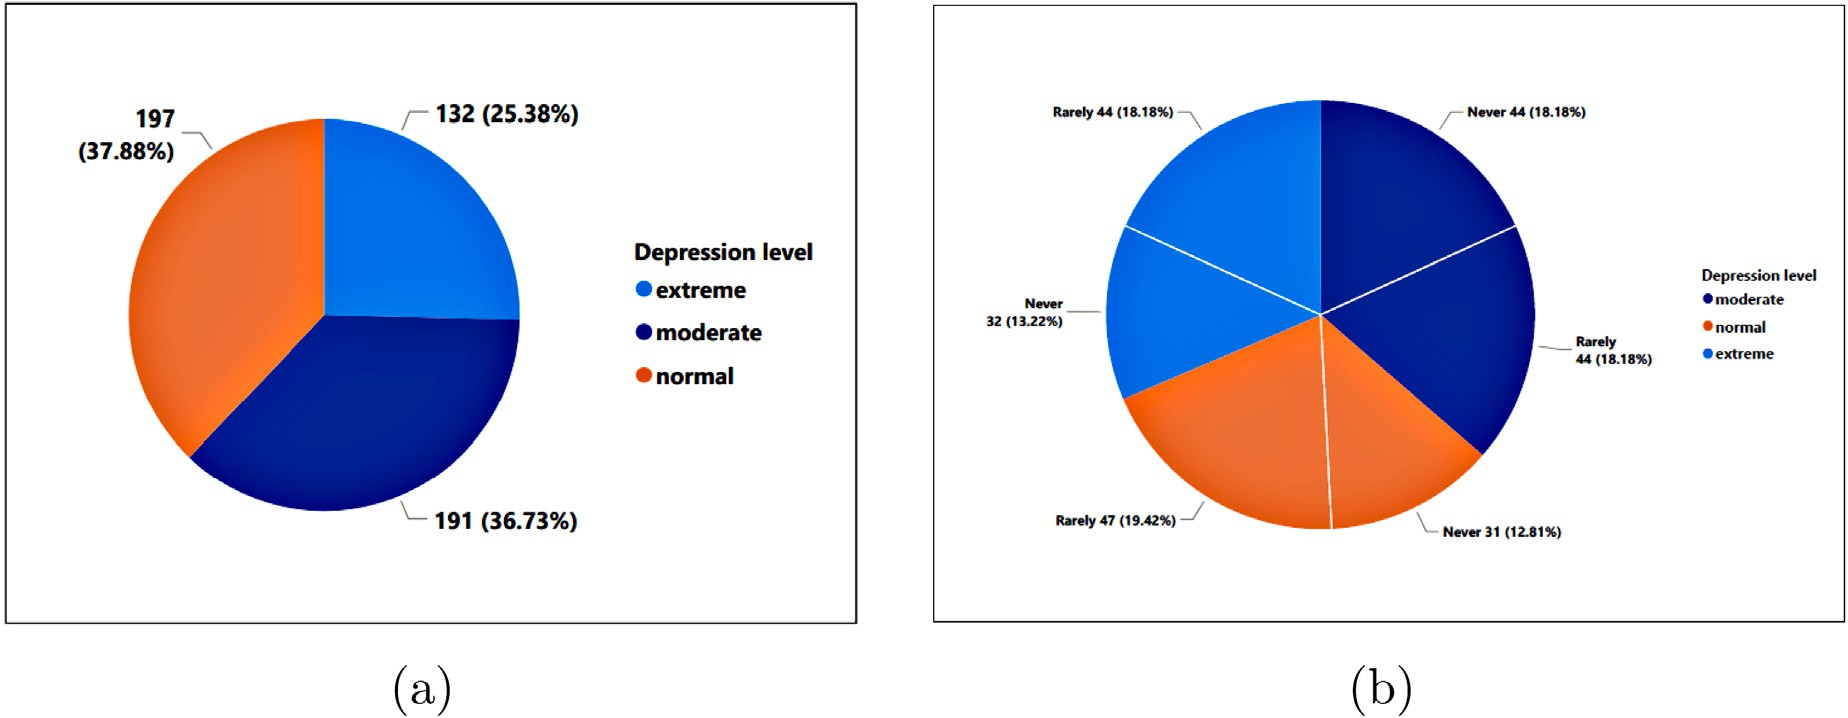 197
(37.88%)
132 (25.38%)
Depression level
extreme
moderate
normal
191 (36.73%)
(a)
Rarely 44 (18.18%)
Never 44 (18.18%)
Never
32 (13.22%)
Rarely
44 (18.18%)
Rarely 47 (19.42%)
Never 31 (12.81%)
Depression level
moderate
normal
extreme
(b)